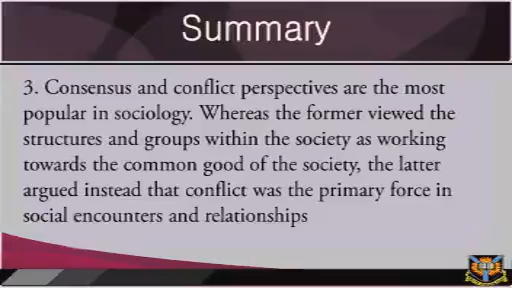 Summary
3. Consensus and conflict perspectives are the most
popular in sociology. Whereas the former viewed the
structures and groups within the society as working
towards the common good of the society, the latter
argued instead that conflict was the primary force in
social encounters and relationships